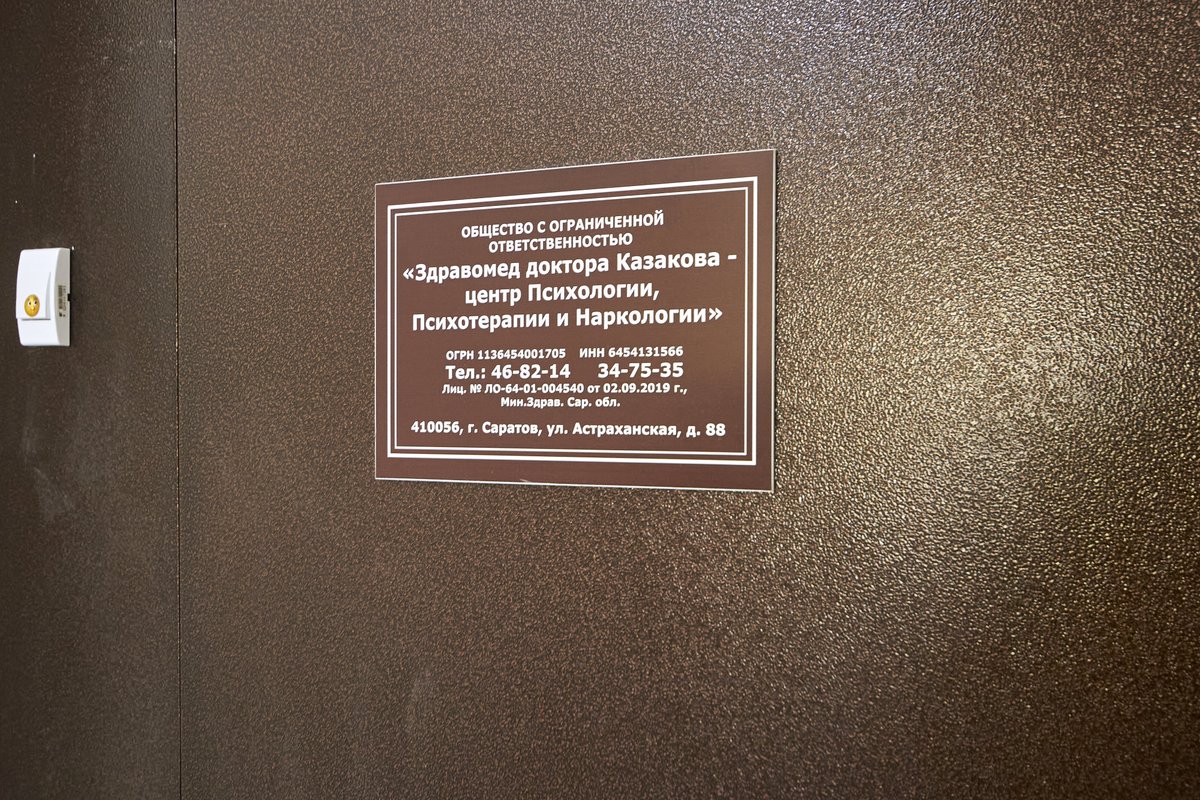 ОБЩЕСТВО С ОГРАНИЧЕННОЙ
ОТВЕТСТВЕННОСТЬЮ
«Здравомед доктора Казакова -
центр Психологии,
Психотерапии и Наркологии»
ОГРН 1136454001705 ИНН 6454131566
Тел.: 46-82-14 34-75-35
Лиц. № ЛО-64-01-004540 от 02.09.2019 г.,
Мин.Здрав. Сар. обл.
410056, г. Саратов, ул. Астраханская, д. 88